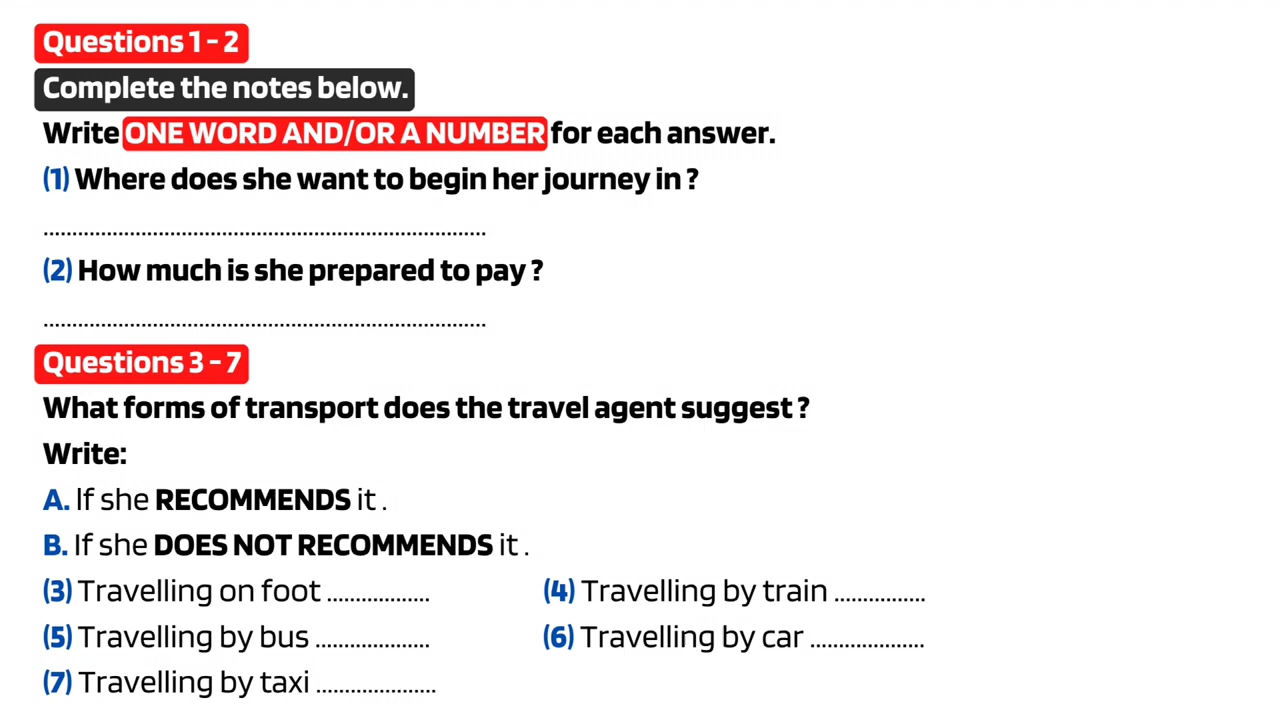 Questions 1 - 2
Complete the notes below.
Write ONE WORD AND/OR A NUMBER for each answer.
(1) Where does she want to begin her journey in ?
.............................................................................
(2) How much is she prepared to pay ?
.............................................................................
Questions 3 - 7
What forms of transport does the travel agent suggest ?
Write:
A. If she RECOMMENDS it .
B. If she DOES NOT RECOMMENDS it .
(3) Travelling on foot .................. (4) Travelling by train ................
(5) Travelling by bus .................... (6) Travelling by car ....................
(7) Travelling by taxi .....................